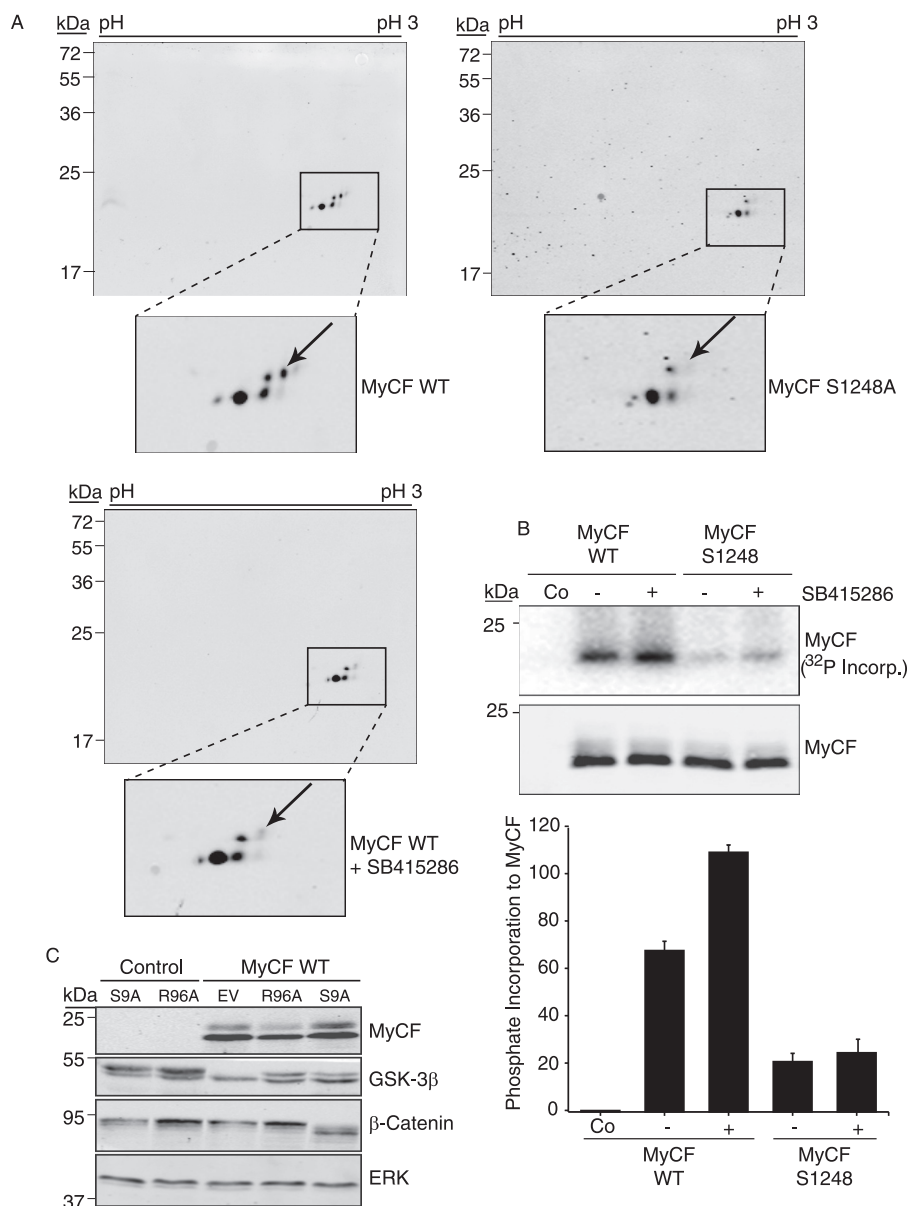 A
kDa pH pH 3
72
55
36
25
17
MyCF WT
kDa pH pH 3
72
55
36
25
17
MyCF S1248A
kDa pH pH 3
72
55
36
25
17
MyCF WT
+ SB415286
B
MyCF WT
MyCF S1248
kDa Co - + - + SB415286
25
MyCF
(32P Incorp.)
25
MyCF
Phosphate Incorporation to MyCF
120
100
80
60
40
20
0
Co - + - +
MyCF WT
MyCF S1248
C
Control MyCF WT
kDa S9A R96A EV R96A S9A
25
MyCF
55
GSK-3β
95
β-Catenin
ERK
37